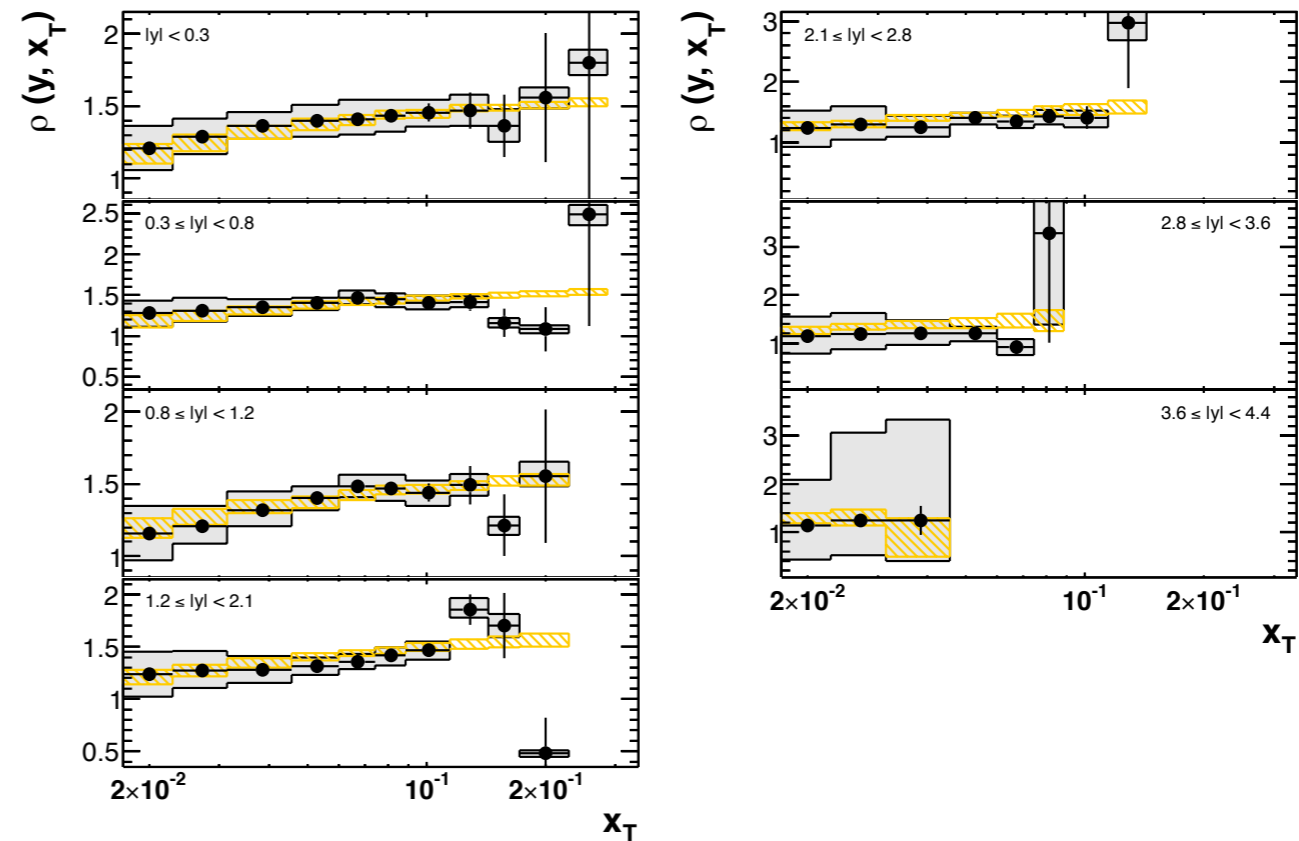 ρ (y, x_T)
|y| < 0.3
2
1.5
1
0.3 ≤ |y| < 0.8
2.5
2
1.5
1
0.5
0.8 ≤ |y| < 1.2
2
1.5
1
1.2 ≤ |y| < 2.1
2
1.5
1
0.5
2×10⁻² 10⁻¹ 2×10⁻¹
x_T
ρ (y, x_T)
2.1 ≤ |y| < 2.8
3
2
1
2.8 ≤ |y| < 3.6
3
2
1
3.6 ≤ |y| < 4.4
3
2
1
2×10⁻² 10⁻¹ 2×10⁻¹
x_T